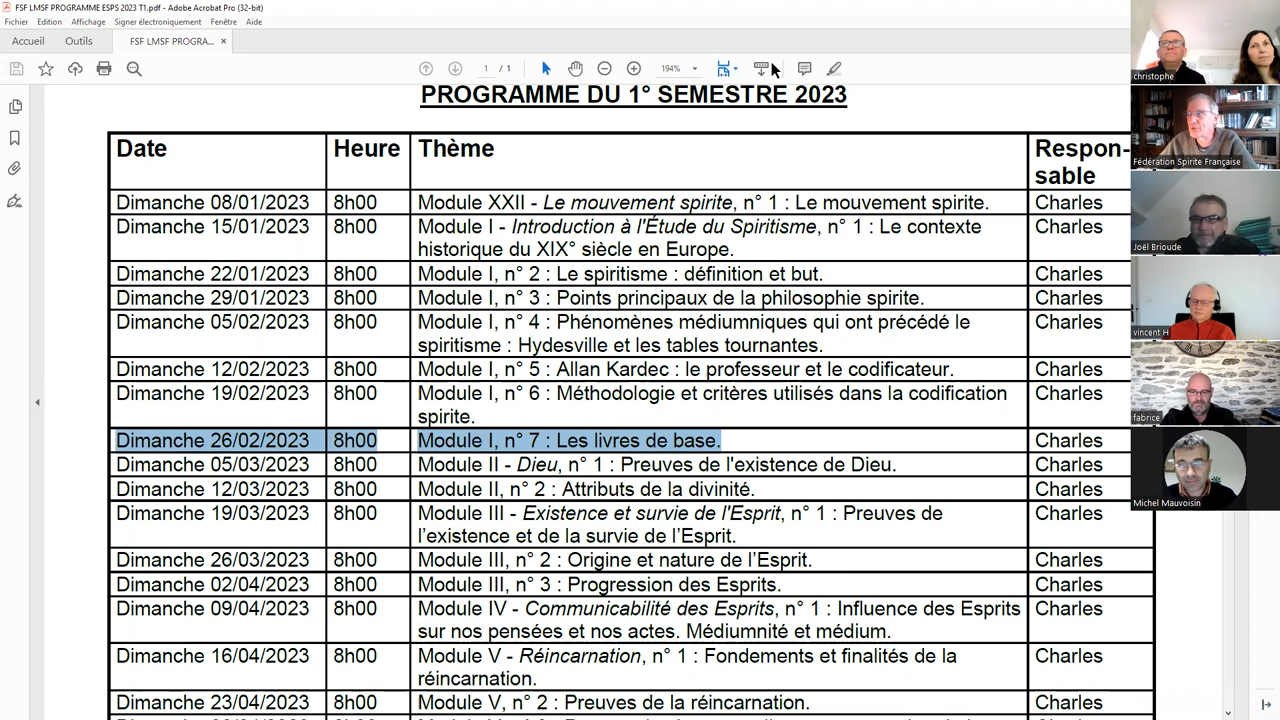 FSF LMSF PROGRAMME ESPS 2023 T1.pdf - Adobe Acrobat Pro (32-bit)
Fichier Edition Affichage Signer électroniquement Fenêtre Aide
Accueil Outils FSF LMSF PROGRA... ×
/ 1 194%
PROGRAMME DU 1° SEMESTRE 2023
Date Heure Thème Respon-
sable
Dimanche 08/01/2023 8h00 Module XXII - Le mouvement spirite, n° 1 : Le mouvement spirite. Charles
Dimanche 15/01/2023 8h00 Module I - Introduction à l'Étude du Spiritisme, n° 1 : Le contexte Charles
historique du XIX° siècle en Europe.
Dimanche 22/01/2023 8h00 Module I, n° 2 : Le spiritisme : définition et but. Charles
Dimanche 29/01/2023 8h00 Module I, n° 3 : Points principaux de la philosophie spirite. Charles
Dimanche 05/02/2023 8h00 Module I, n° 4 : Phénomènes médiumniques qui ont précédé le Charles
spiritisme : Hydesville et les tables tournantes.
Dimanche 12/02/2023 8h00 Module I, n° 5 : Allan Kardec : le professeur et le codificateur. Charles
Dimanche 19/02/2023 8h00 Module I, n° 6 : Méthodologie et critères utilisés dans la codification Charles
spirite.
Dimanche 26/02/2023 8h00 Module I, n° 7 : Les livres de base. Charles
Dimanche 05/03/2023 8h00 Module II - Dieu, n° 1 : Preuves de l'existence de Dieu. Charles
Dimanche 12/03/2023 8h00 Module II, n° 2 : Attributs de la divinité. Charles
Dimanche 19/03/2023 8h00 Module III - Existence et survie de l'Esprit, n° 1 : Preuves de Charles
l’existence et de la survie de l’Esprit.
Dimanche 26/03/2023 8h00 Module III, n° 2 : Origine et nature de l’Esprit. Charles
Dimanche 02/04/2023 8h00 Module III, n° 3 : Progression des Esprits. Charles
Dimanche 09/04/2023 8h00 Module IV - Communicabilité des Esprits, n° 1 : Influence des Esprits Charles
sur nos pensées et nos actes. Médiumnité et médium.
Dimanche 16/04/2023 8h00 Module V - Réincarnation, n° 1 : Fondements et finalités de la Charles
réincarnation.
Dimanche 23/04/2023 8h00 Module V, n° 2 : Preuves de la réincarnation. Charles
christophe
Fédération Spirite Française
Joël Brioude
vincent H
fabrice
Michel Mauvoisin